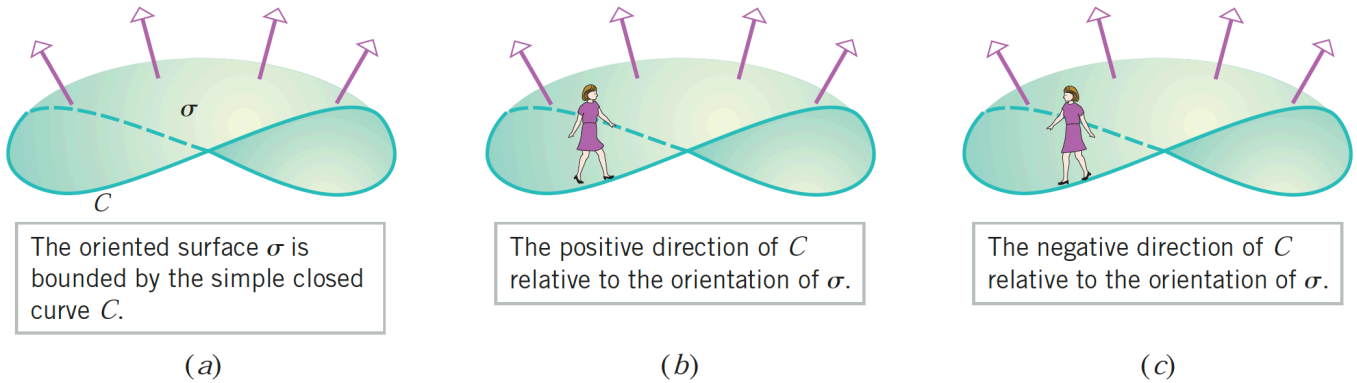 σ
C
The oriented surface σ is
bounded by the simple closed
curve C.
(a)
The positive direction of C
relative to the orientation of σ.
(b)
The negative direction of C
relative to the orientation of σ.
(c)